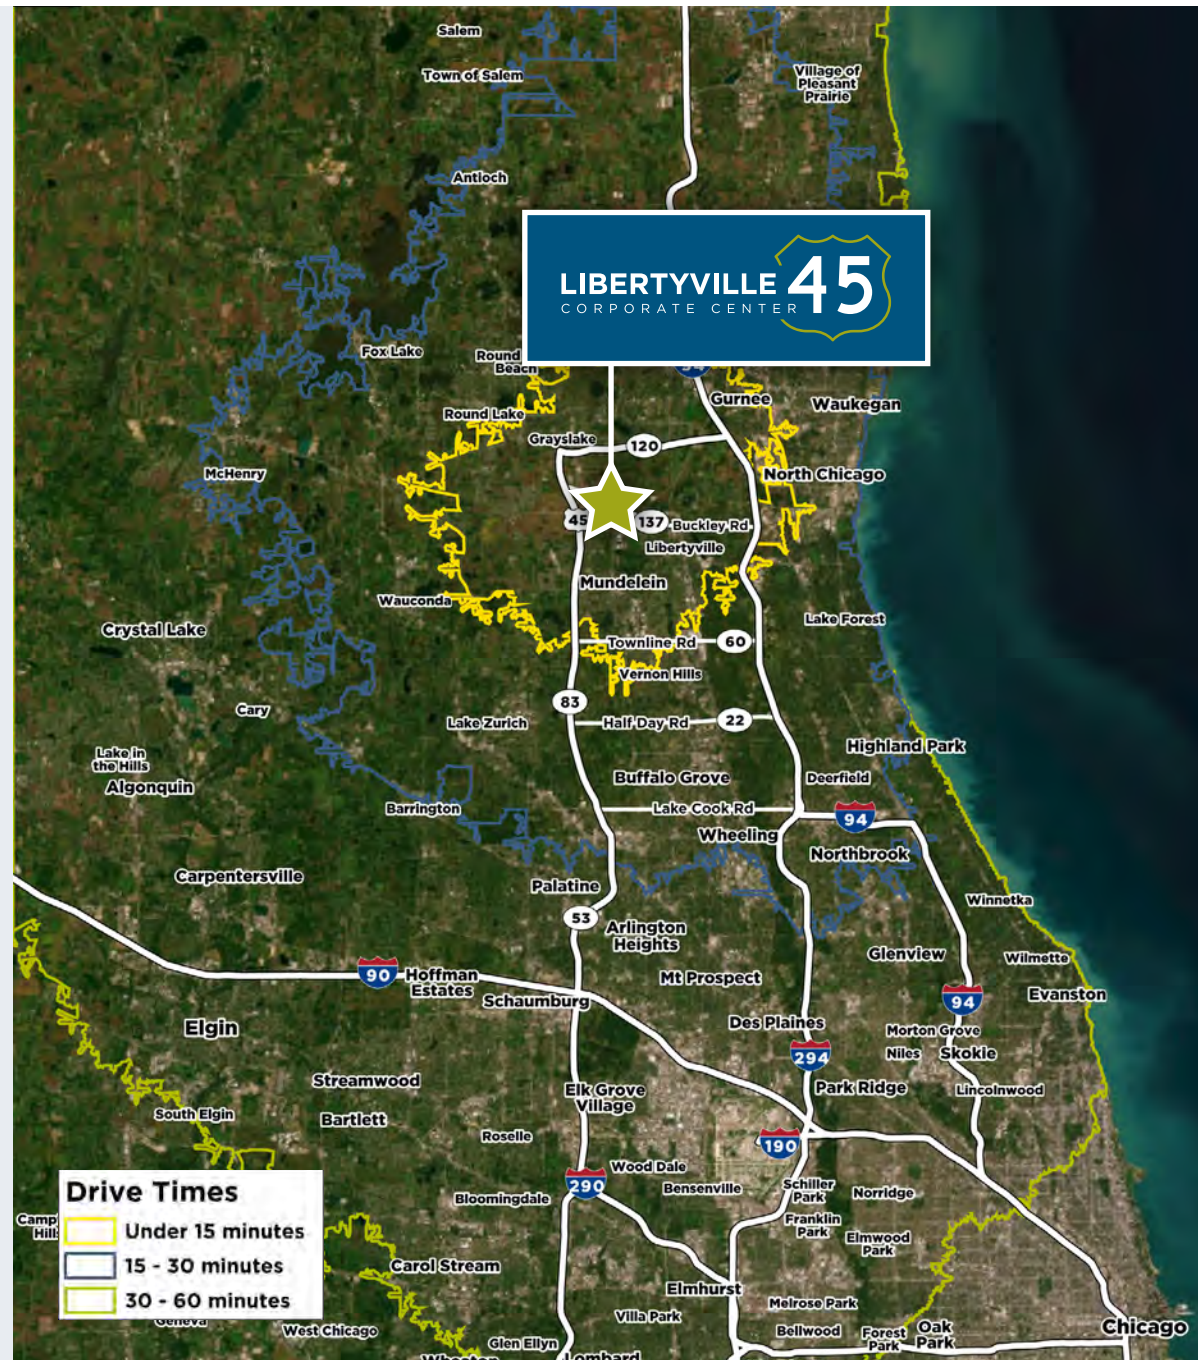 Salem
Town of Salem
Village of
Pleasant
Prairie
Antioch
LIBERTYVILLE 45
CORPORATE CENTER
Fox Lake
Round
Beach
Gurnee
Waukegan
Round Lake
Grayslake
120
McHenry
North Chicago
45
137
Buckley Rd
Libertyville
Mundelein
Wauconda
Lake Forest
Crystal Lake
Townline Rd
60
Vernon Hills
83
Cary
Lake Zurich
Half Day Rd
22
Lake in
the Hills
Highland Park
Algonquin
Buffalo Grove
Deerfield
Barrington
Lake Cook Rd
94
Wheeling
Northbrook
Carpentersville
Palatine
Winnetka
53
Arlington
Heights
Glenview
Wilmette
90
Hoffman
Estates
Mt Prospect
Schaumburg
94
Evanston
Elgin
Des Plaines
Morton Grove
294
Niles
Skokie
Streamwood
Elk Grove
Village
Park Ridge
Lincolnwood
South Elgin
Bartlett
Roselle
190
Wood Dale
290
Bensenville
Schiller
Park
Norridge
Bloomingdale
Drive Times
Under 15 minutes
15 - 30 minutes
30 - 60 minutes
Camp
Hill
Franklin
Park
Elmwood
Park
Carol Stream
Elmhurst
Melrose Park
Villa Park
Geneva
West Chicago
Bellwood
Forest
Park
Oak
Park
Chicago
Glen Ellyn
Wheaton
Lombard